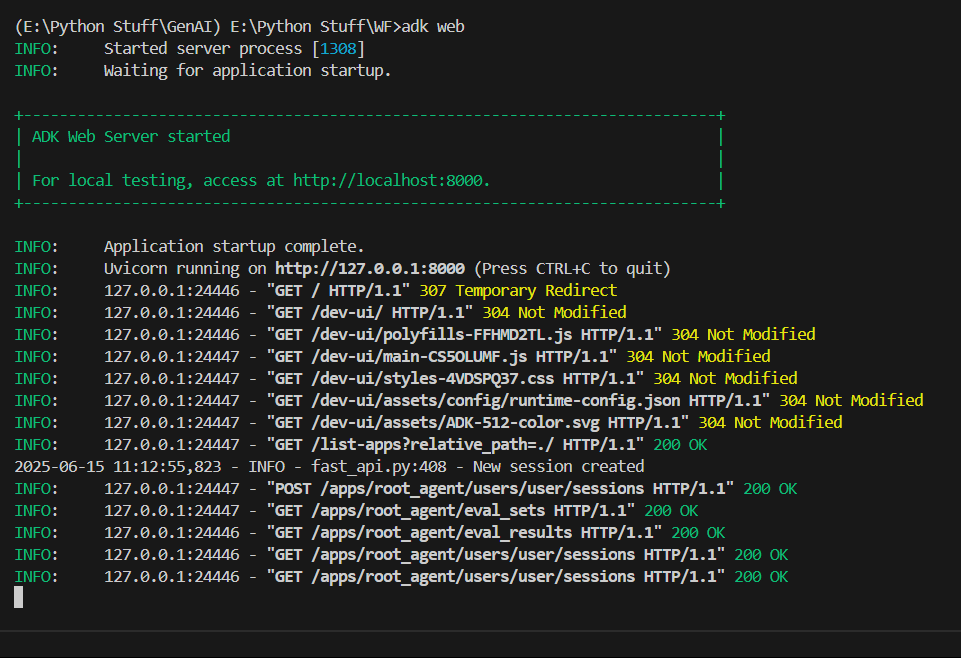 (E:\Python Stuff\GenAI) E:\Python Stuff\WF>adk web
INFO:     Started server process [1308]
INFO:     Waiting for application startup.
+-----------------------------------------------------------------------------+
| ADK Web Server started                                                      |
|                                                                             |
| For local testing, access at http://localhost:8000.                         |
+-----------------------------------------------------------------------------+
INFO:     Application startup complete.
INFO:     Uvicorn running on http://127.0.0.1:8000 (Press CTRL+C to quit)
INFO:     127.0.0.1:24446 - "GET / HTTP/1.1" 307 Temporary Redirect
INFO:     127.0.0.1:24446 - "GET /dev-ui/ HTTP/1.1" 304 Not Modified
INFO:     127.0.0.1:24446 - "GET /dev-ui/polyfills-FFHMD2TL.js HTTP/1.1" 304 Not Modified
INFO:     127.0.0.1:24447 - "GET /dev-ui/main-CS5OLUMF.js HTTP/1.1" 304 Not Modified
INFO:     127.0.0.1:24447 - "GET /dev-ui/styles-4VDSPQ37.css HTTP/1.1" 304 Not Modified
INFO:     127.0.0.1:24447 - "GET /dev-ui/assets/config/runtime-config.json HTTP/1.1" 304 Not Modified
INFO:     127.0.0.1:24447 - "GET /dev-ui/assets/ADK-512-color.svg HTTP/1.1" 304 Not Modified
INFO:     127.0.0.1:24447 - "GET /list-apps?relative_path=./ HTTP/1.1" 200 OK
2025-06-15 11:12:55,823 - INFO - fast_api.py:408 - New session created
INFO:     127.0.0.1:24447 - "POST /apps/root_agent/users/user/sessions HTTP/1.1" 200 OK
INFO:     127.0.0.1:24447 - "GET /apps/root_agent/eval_sets HTTP/1.1" 200 OK
INFO:     127.0.0.1:24446 - "GET /apps/root_agent/eval_results HTTP/1.1" 200 OK
INFO:     127.0.0.1:24446 - "GET /apps/root_agent/users/user/sessions HTTP/1.1" 200 OK
INFO:     127.0.0.1:24446 - "GET /apps/root_agent/users/user/sessions HTTP/1.1" 200 OK